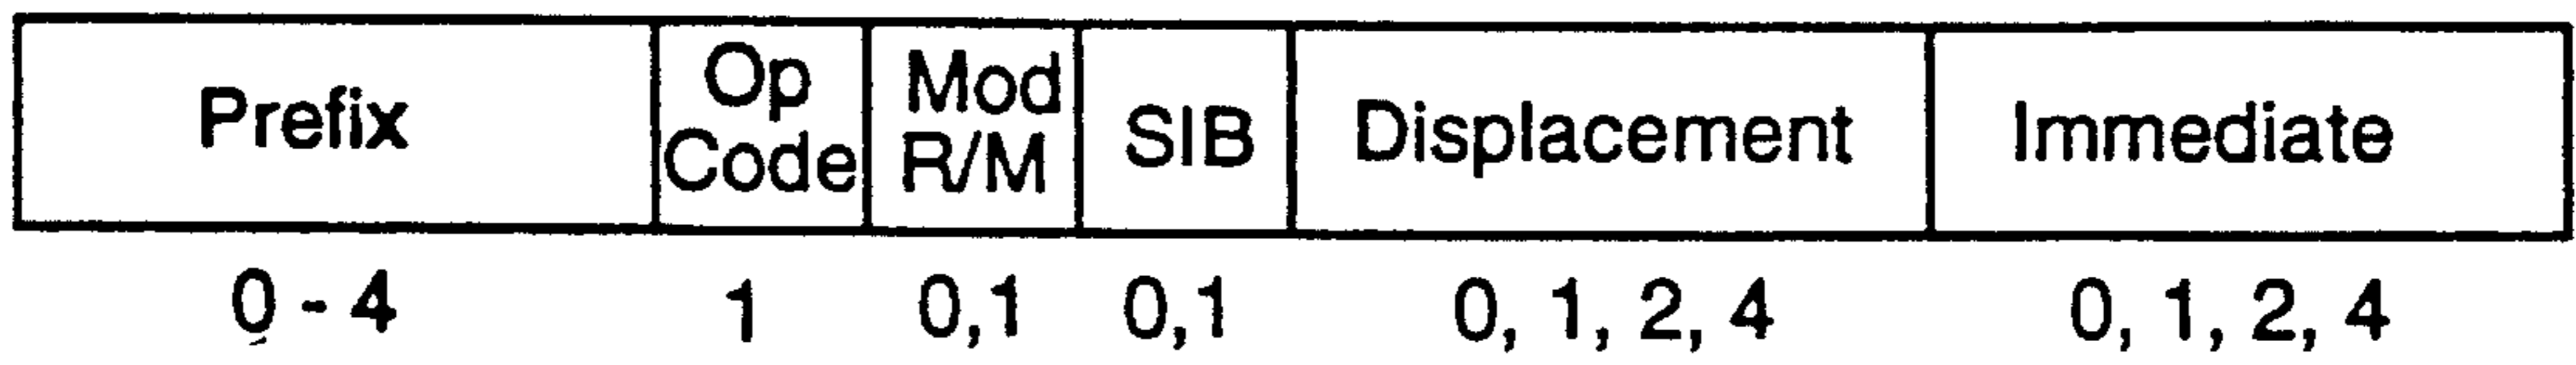 Prefix
Op
Code
Mod
R/M
SIB
Displacement
Immediate
0 - 4
1
0,1
0,1
0, 1, 2, 4
0, 1, 2, 4